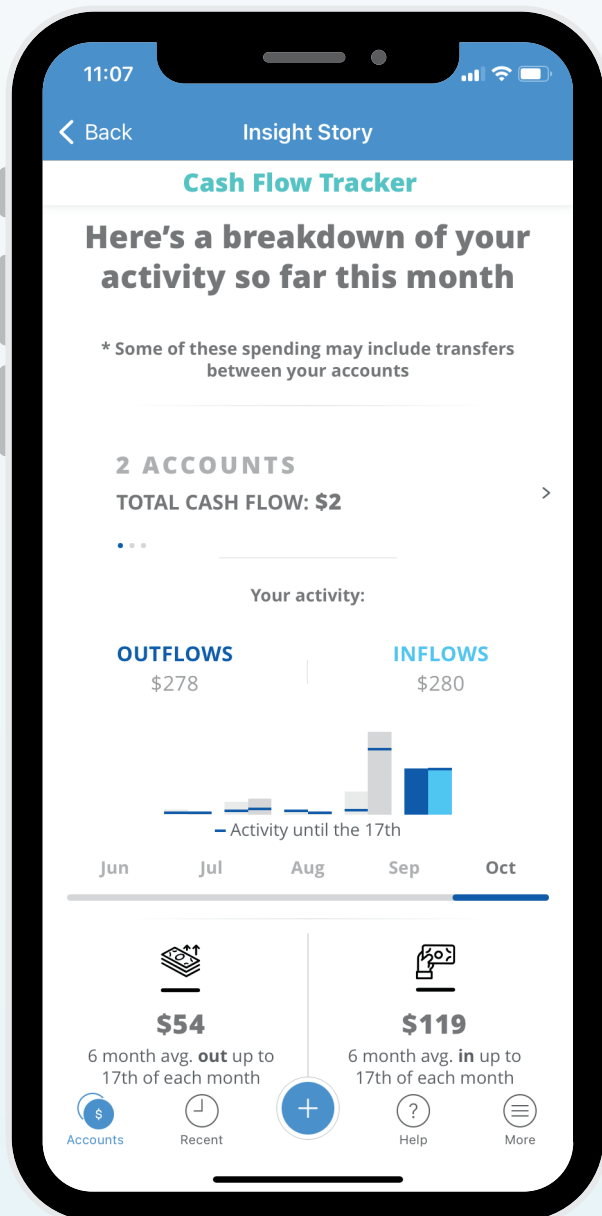 11:07
Back
Insight Story
Cash Flow Tracker
Here's a breakdown of your
activity so far this month
* Some of these spending may include transfers
between your accounts
2 ACCOUNTS
TOTAL CASH FLOW: $2
Your activity:
OUTFLOWS
INFLOWS
$278
$280
Activity until the 17th
Jun
Jul
Aug
Sep
Oct
$54
6 month avg. out up to
17th of each month
$119
6 month avg. in up to
17th of each month
$
Accounts
Recent
+
?
Help
More